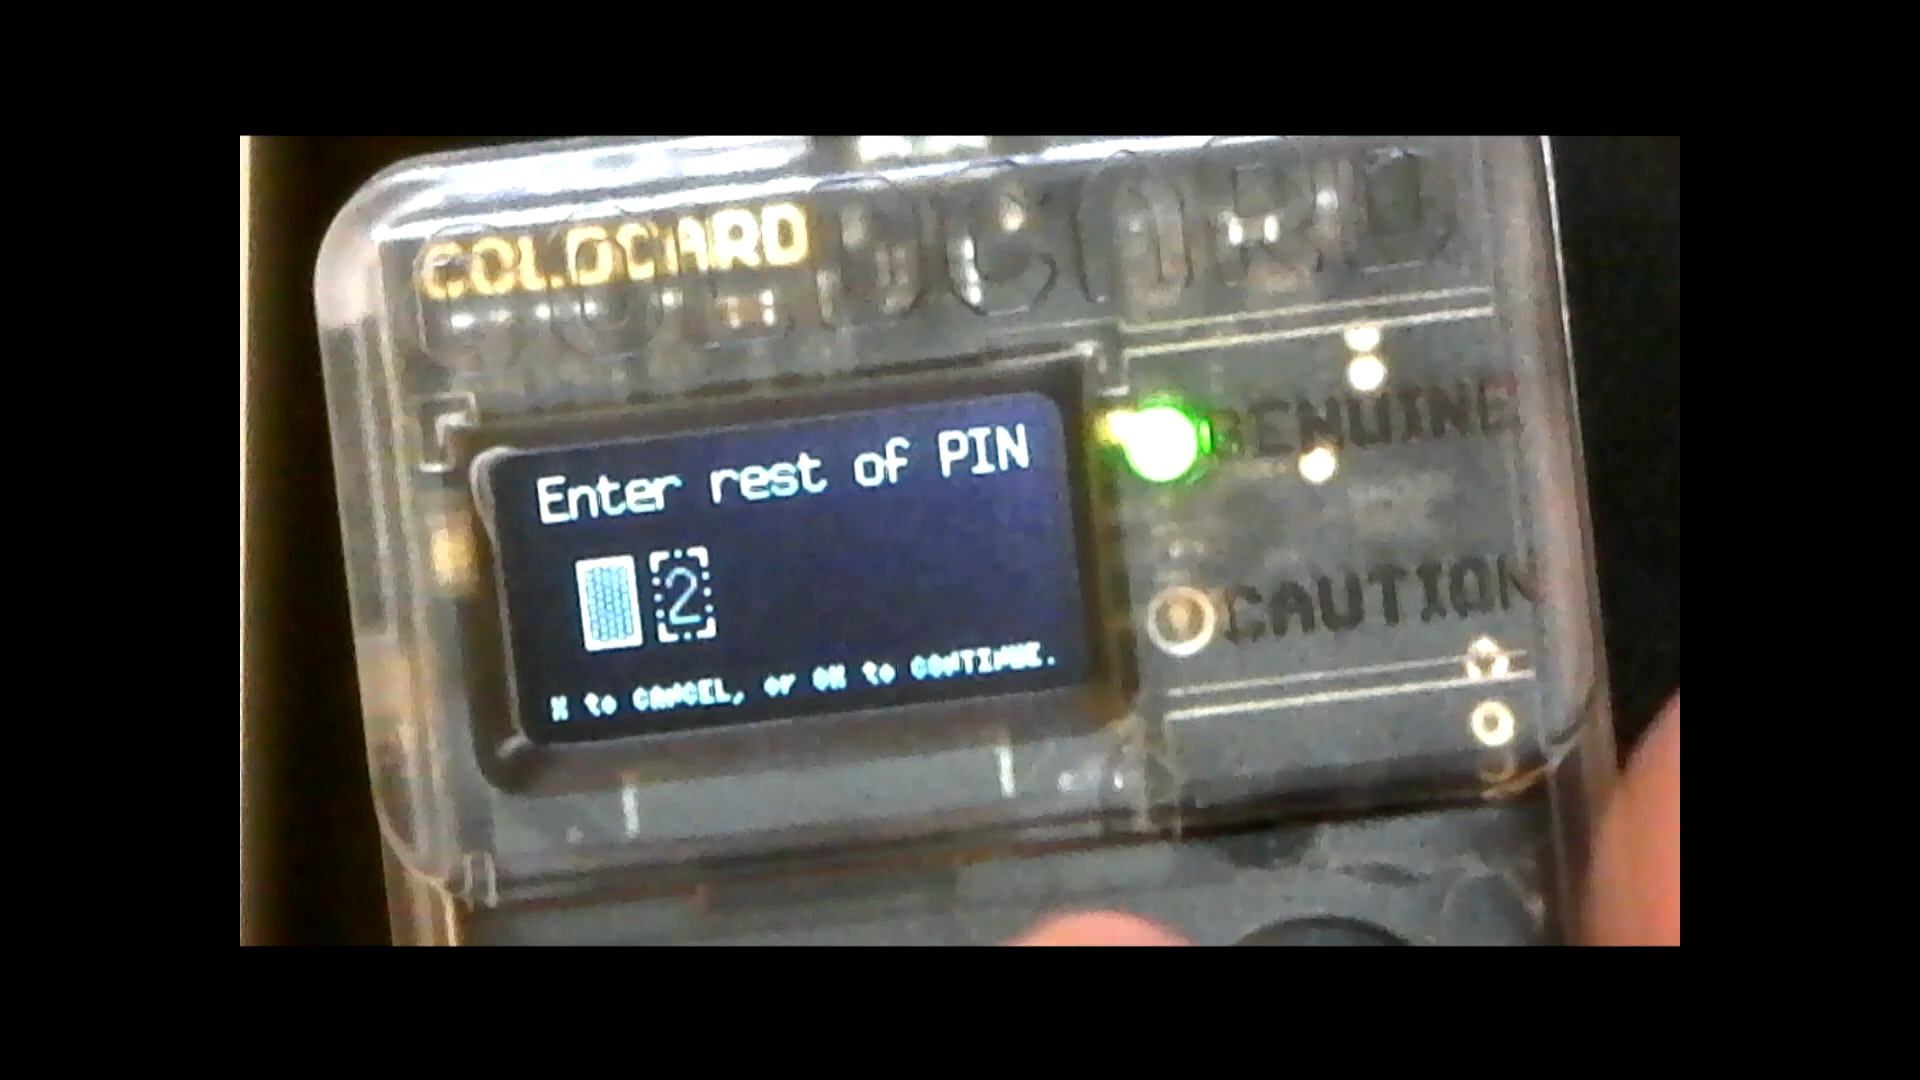 COLDCARD
Enter rest of PIN
2
X to CANCEL, or OK to CONTINUE.
GENUINE
CAUTION